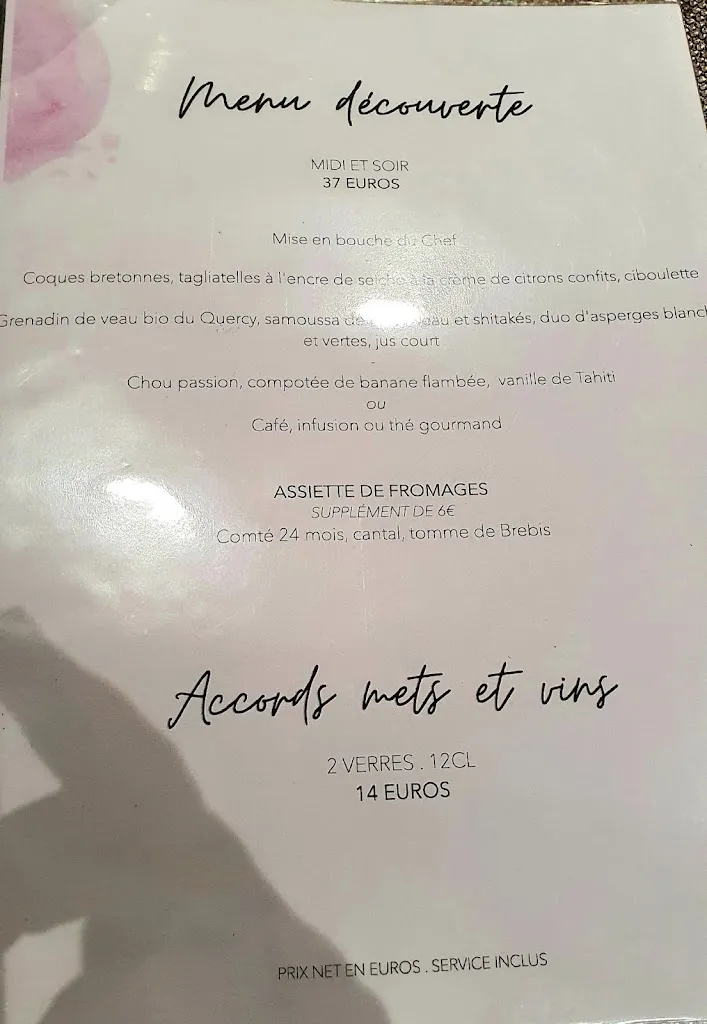 Menu découverte
MIDI ET SOIR
37 EUROS
Mise en bouche du Chef
Coques bretonnes, tagliatelles à l'encre de seiche à la crème de citrons confits, ciboulette
Grenadin de veau bio du Quercy, samoussa de et shitakés, duo d'asperges blanch
et vertes, jus court
Chou passion, compotée de banane flambée, vanille de Tahiti
ou
Café, infusion ou thé gourmand
ASSIETTE DE FROMAGES
SUPPLÉMENT DE 6€
Comté 24 mois, cantal, tomme de Brebis
Accords mets et vins
2 VERRES . 12CL
14 EUROS
PRIX NET EN EUROS . SERVICE INCLUS